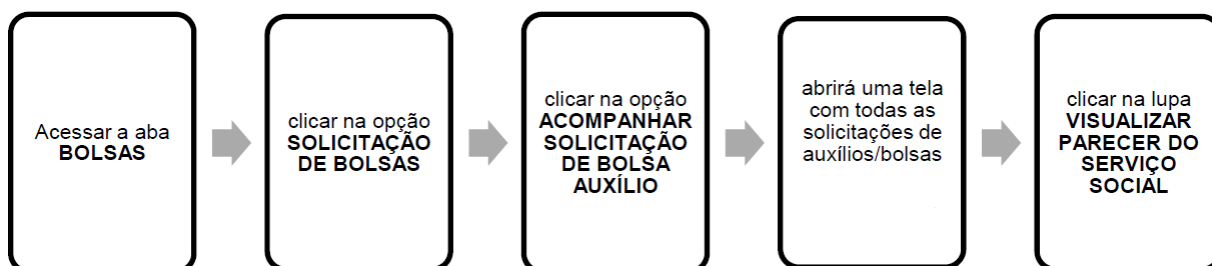 Acessar a aba
BOLSAS
clicar na opção
SOLICITAÇÃO
DE BOLSAS
clicar na opção
ACOMPANHAR
SOLICITAÇÃO
DE BOLSA
AUXÍLIO
abrirá uma tela
com todas as
solicitações de
auxílios/bolsas
clicar na lupa
VISUALIZAR
PARECER DO
SERVIÇO
SOCIAL